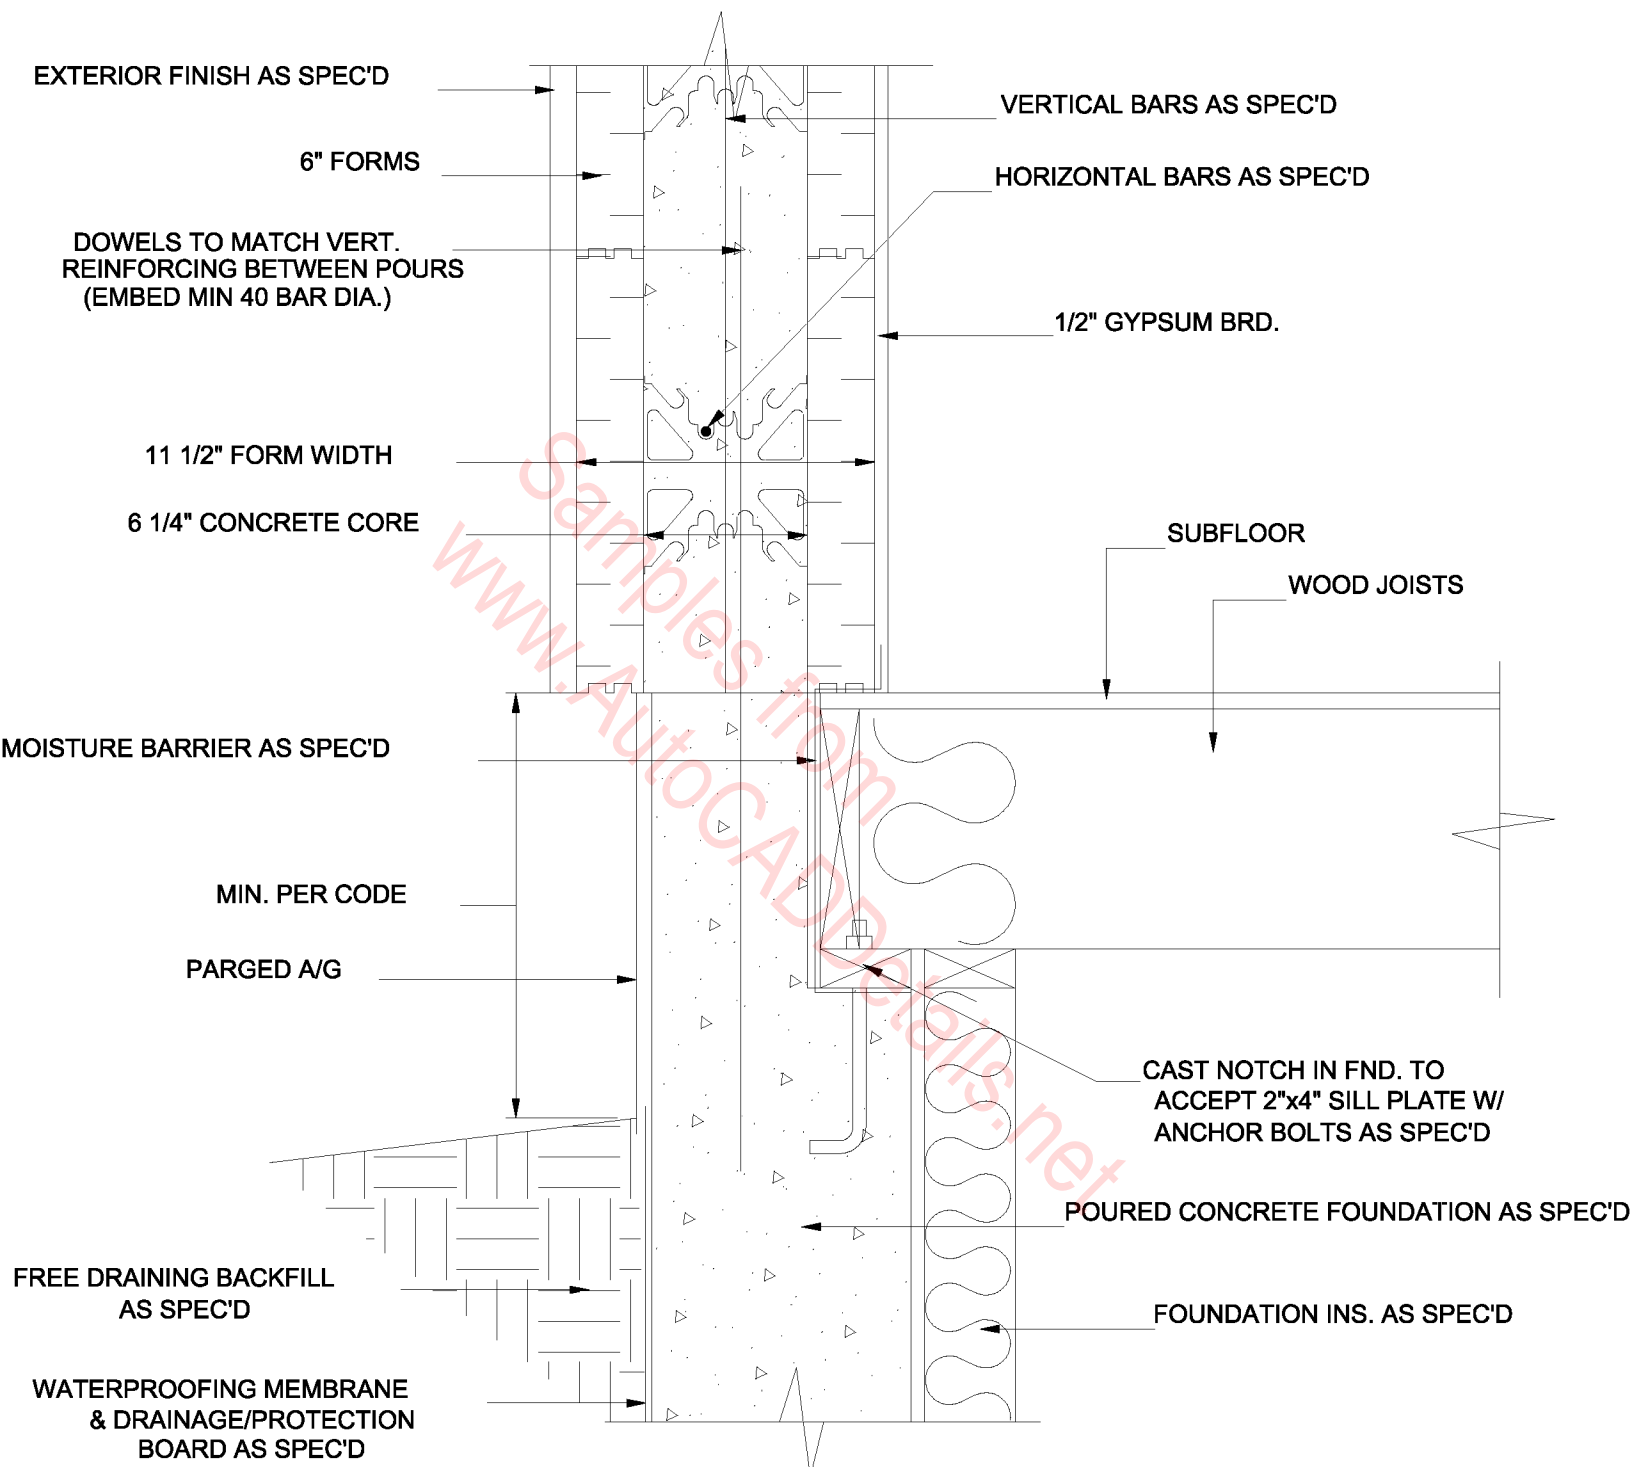 EXTERIOR FINISH AS SPEC'D
6" FORMS
DOWELS TO MATCH VERT.
REINFORCING BETWEEN POURS
(EMBED MIN 40 BAR DIA.)
11 1/2" FORM WIDTH
6 1/4" CONCRETE CORE
MOISTURE BARRIER AS SPEC'D
MIN. PER CODE
PARGED A/G
FREE DRAINING BACKFILL
AS SPEC'D
WATERPROOFING MEMBRANE
& DRAINAGE/PROTECTION
BOARD AS SPEC'D
VERTICAL BARS AS SPEC'D
HORIZONTAL BARS AS SPEC'D
1/2" GYPSUM BRD.
SUBFLOOR
WOOD JOISTS
CAST NOTCH IN FND. TO
ACCEPT 2"x4" SILL PLATE W/
ANCHOR BOLTS AS SPEC'D
POURED CONCRETE FOUNDATION AS SPEC'D
FOUNDATION INS. AS SPEC'D
Samples from
www.AutoCADDetails.net